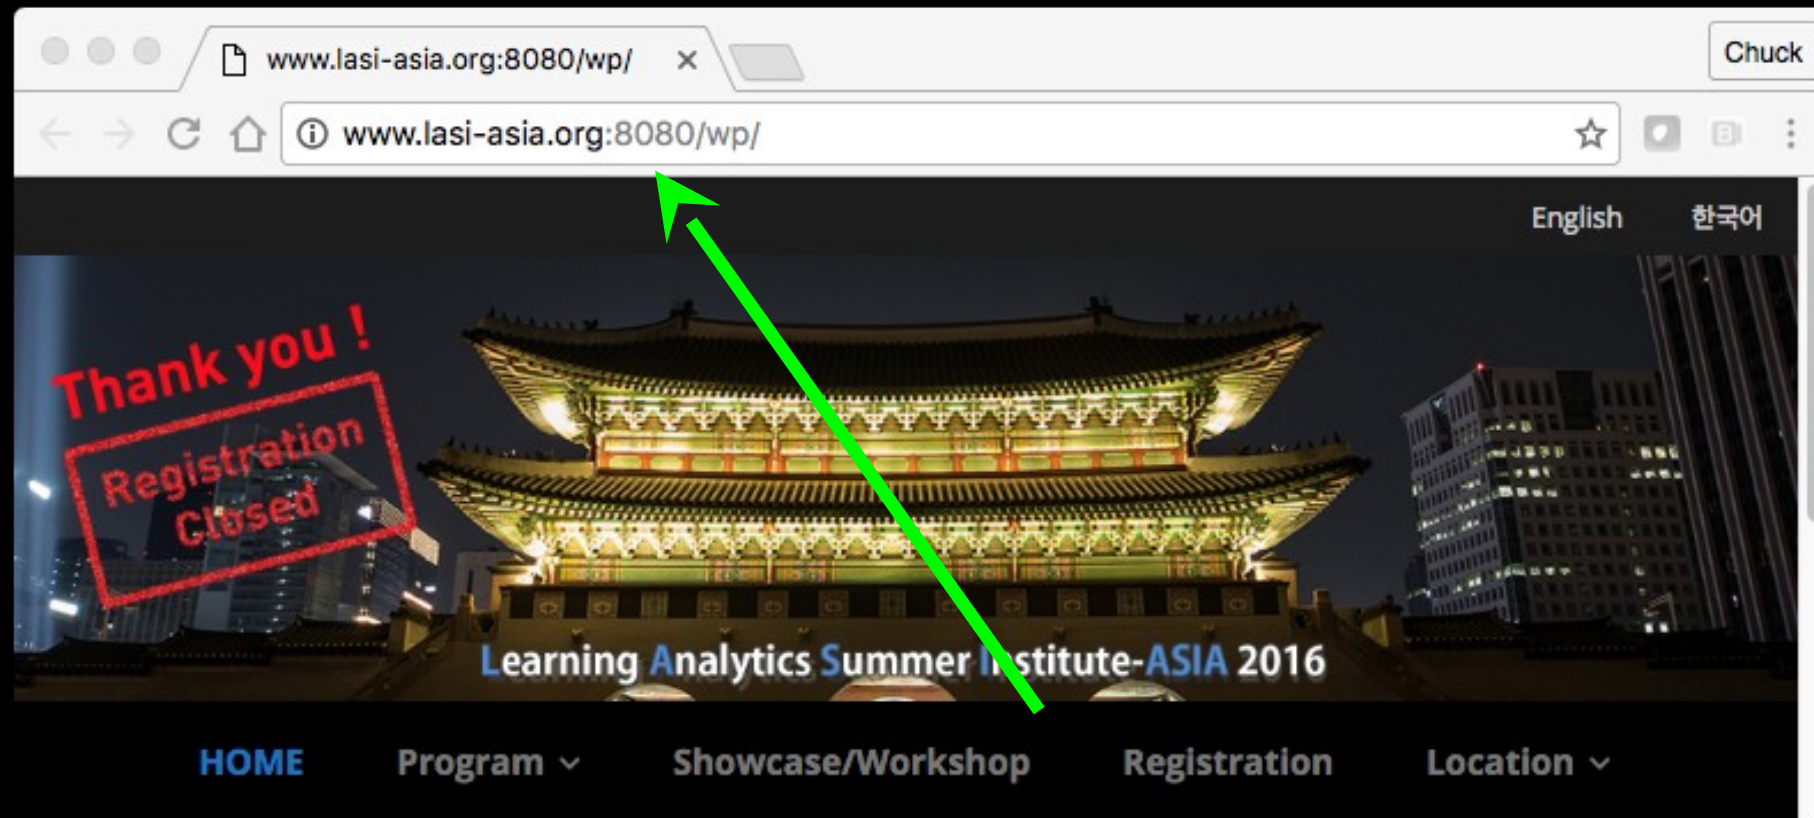 www.lasi-asia.org:8080/wp/
Chuck
www.lasi-asia.org:8080/wp/
English 한국어
Thank you !
Registration
Closed
Learning Analytics Summer Institute-ASIA 2016
HOME Program Showcase/Workshop Registration Location